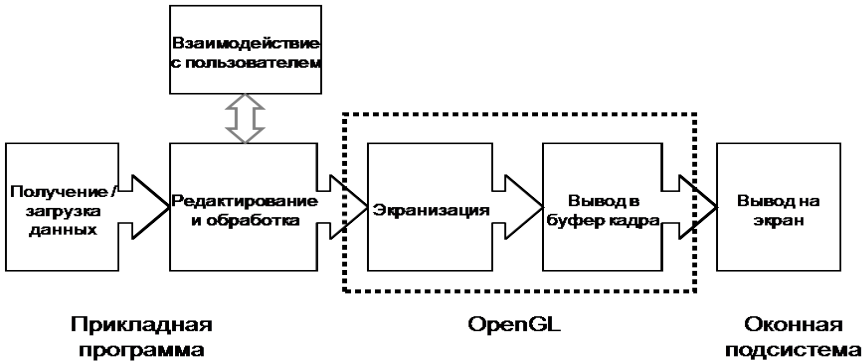 Взаимодействие
с пользователем
Получение /
загрузка
данных
Редактирование
и обработка
Экранизация
Вывод в
буфер кадра
Вывод на
экран
Прикладная
программа
OpenGL
Оконная
подсистема